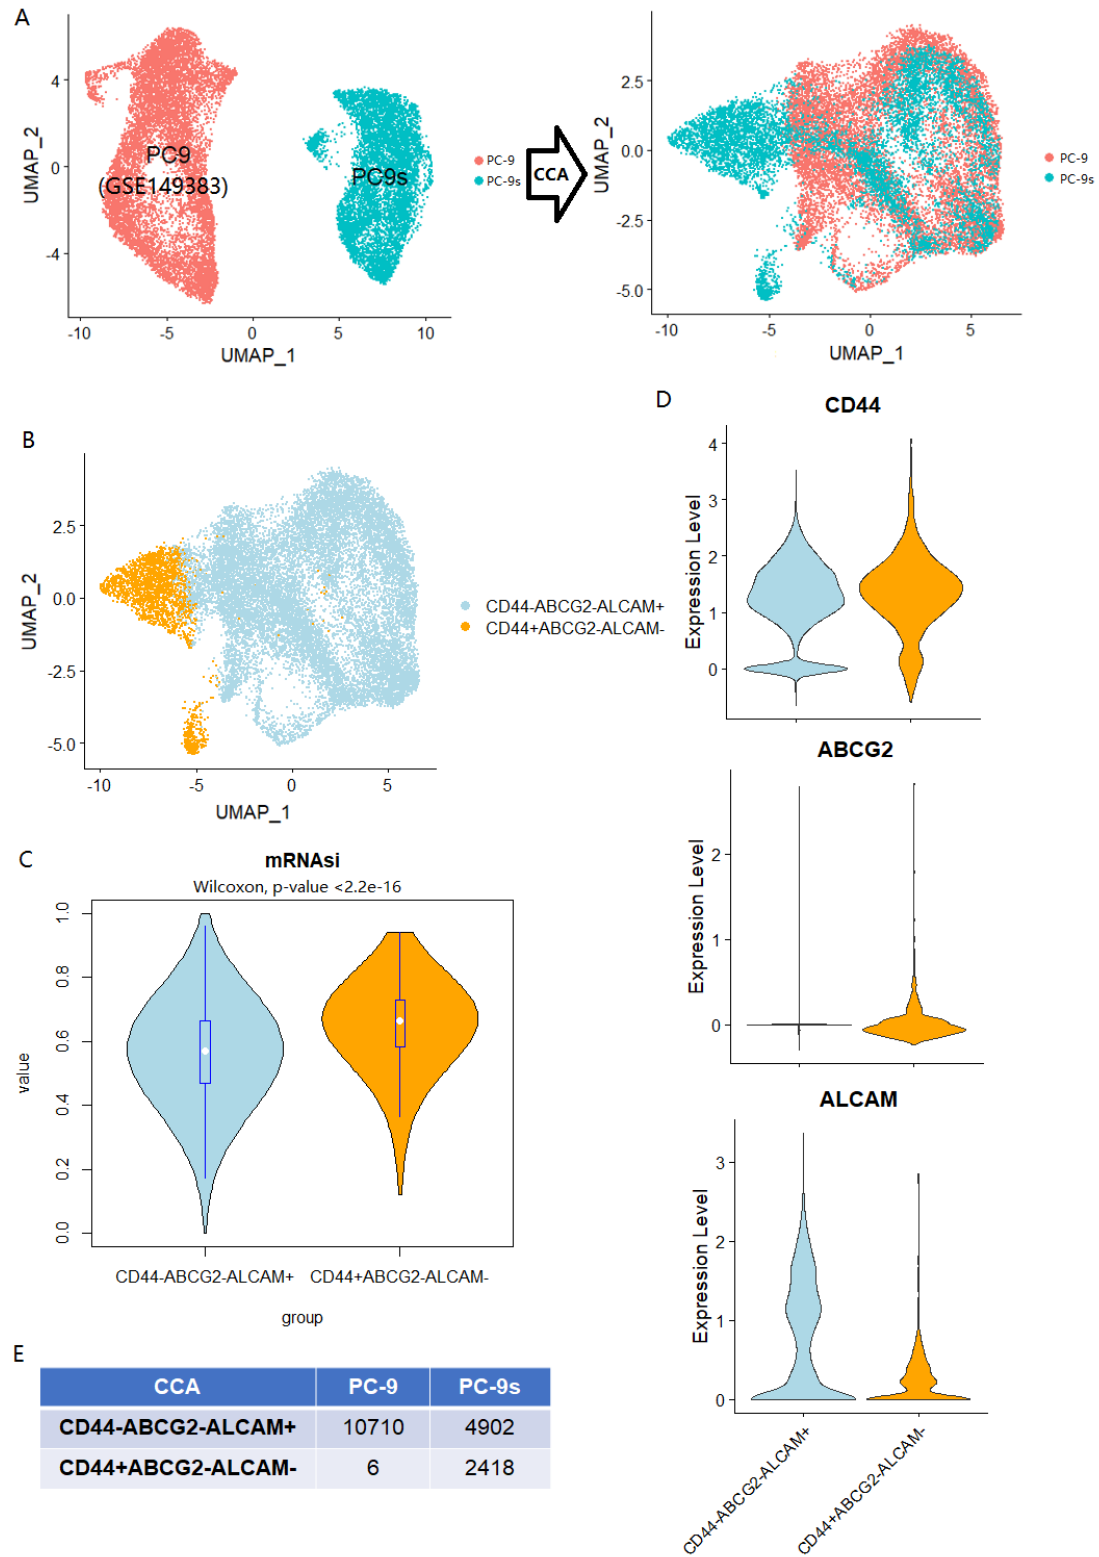 A
UMAP_2
4
0
-4
PC9
(GSE149383)
PC9s
-10
-5
0
5
10
UMAP_1
PC-9
PC-9s
CCA
UMAP_2
2.5
0.0
-2.5
-5.0
-10
-5
0
5
UMAP_1
PC-9
PC-9s
B
UMAP_2
2.5
0.0
-2.5
-5.0
-10
-5
0
5
UMAP_1
CD44-ABCG2-ALCAM+
CD44+ABCG2-ALCAM-
C
mRNAsi
Wilcoxon, p-value <2.2e-16
value
1.0
0.8
0.6
0.4
0.2
0.0
CD44-ABCG2-ALCAM+
CD44+ABCG2-ALCAM-
group
D
CD44
Expression Level
4
3
2
1
0
ABCG2
Expression Level
2
1
0
ALCAM
Expression Level
3
2
1
0
CD44-ABCG2-ALCAM+
CD44+ABCG2-ALCAM-
E
CCA PC-9 PC-9s
CD44-ABCG2-ALCAM+ 10710 4902
CD44+ABCG2-ALCAM- 6 2418